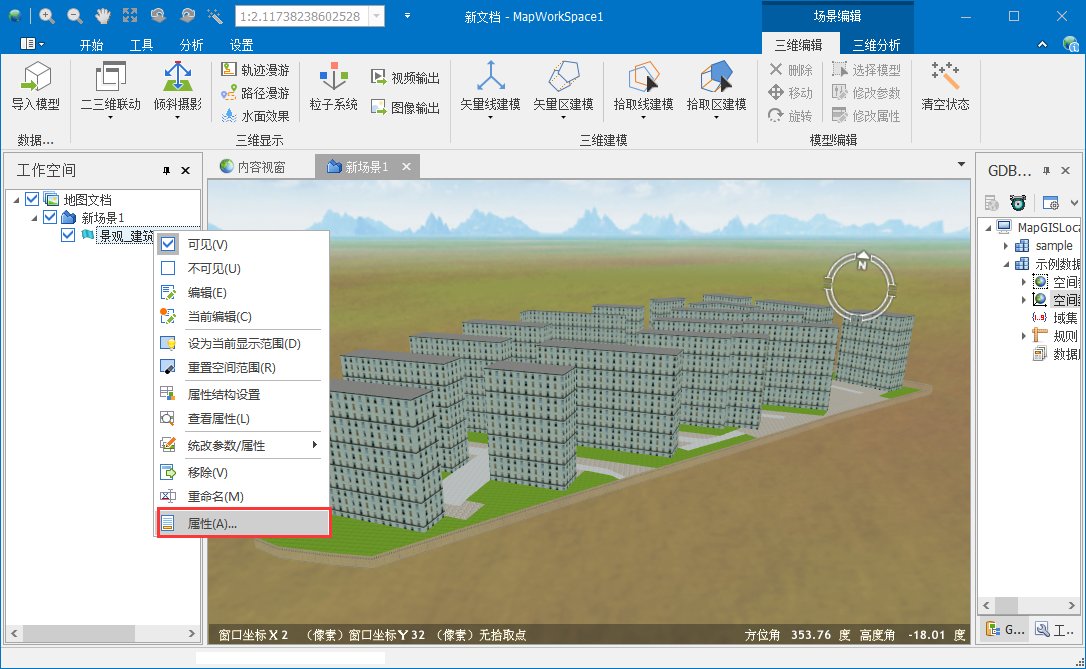 1:2.11738238602528
新文档 - MapWorkSpace1
场景编辑
开始 工具 分析 设置 三维编辑 三维分析
导入模型
二三维联动
倾斜摄影
轨迹漫游
路径漫游
水面效果
粒子系统
视频输出
图像输出
矢量线建模
矢量区建模
拾取线建模
拾取区建模
删除
移动
旋转
选择模型
修改参数
修改属性
清空状态
数据...
三维显示
三维建模
模型编辑
工作空间
地图文档
新场景1
景观_建筑
内容视窗
新场景1
可见(V)
不可见(U)
编辑(E)
当前编辑(C)
设为当前显示范围(D)
重置空间范围(R)
属性结构设置
查看属性(L)
统改参数/属性
移除(V)
重命名(M)
属性(A)...
N
窗口坐标X 2 (像素) 窗口坐标Y 32 (像素) 无拾取点
方位角 353.76 度 高度角 -18.01 度
GDB...
MapGISLoca
sample
示例数据
空间
空间
域集
规则
数据
G...
工..